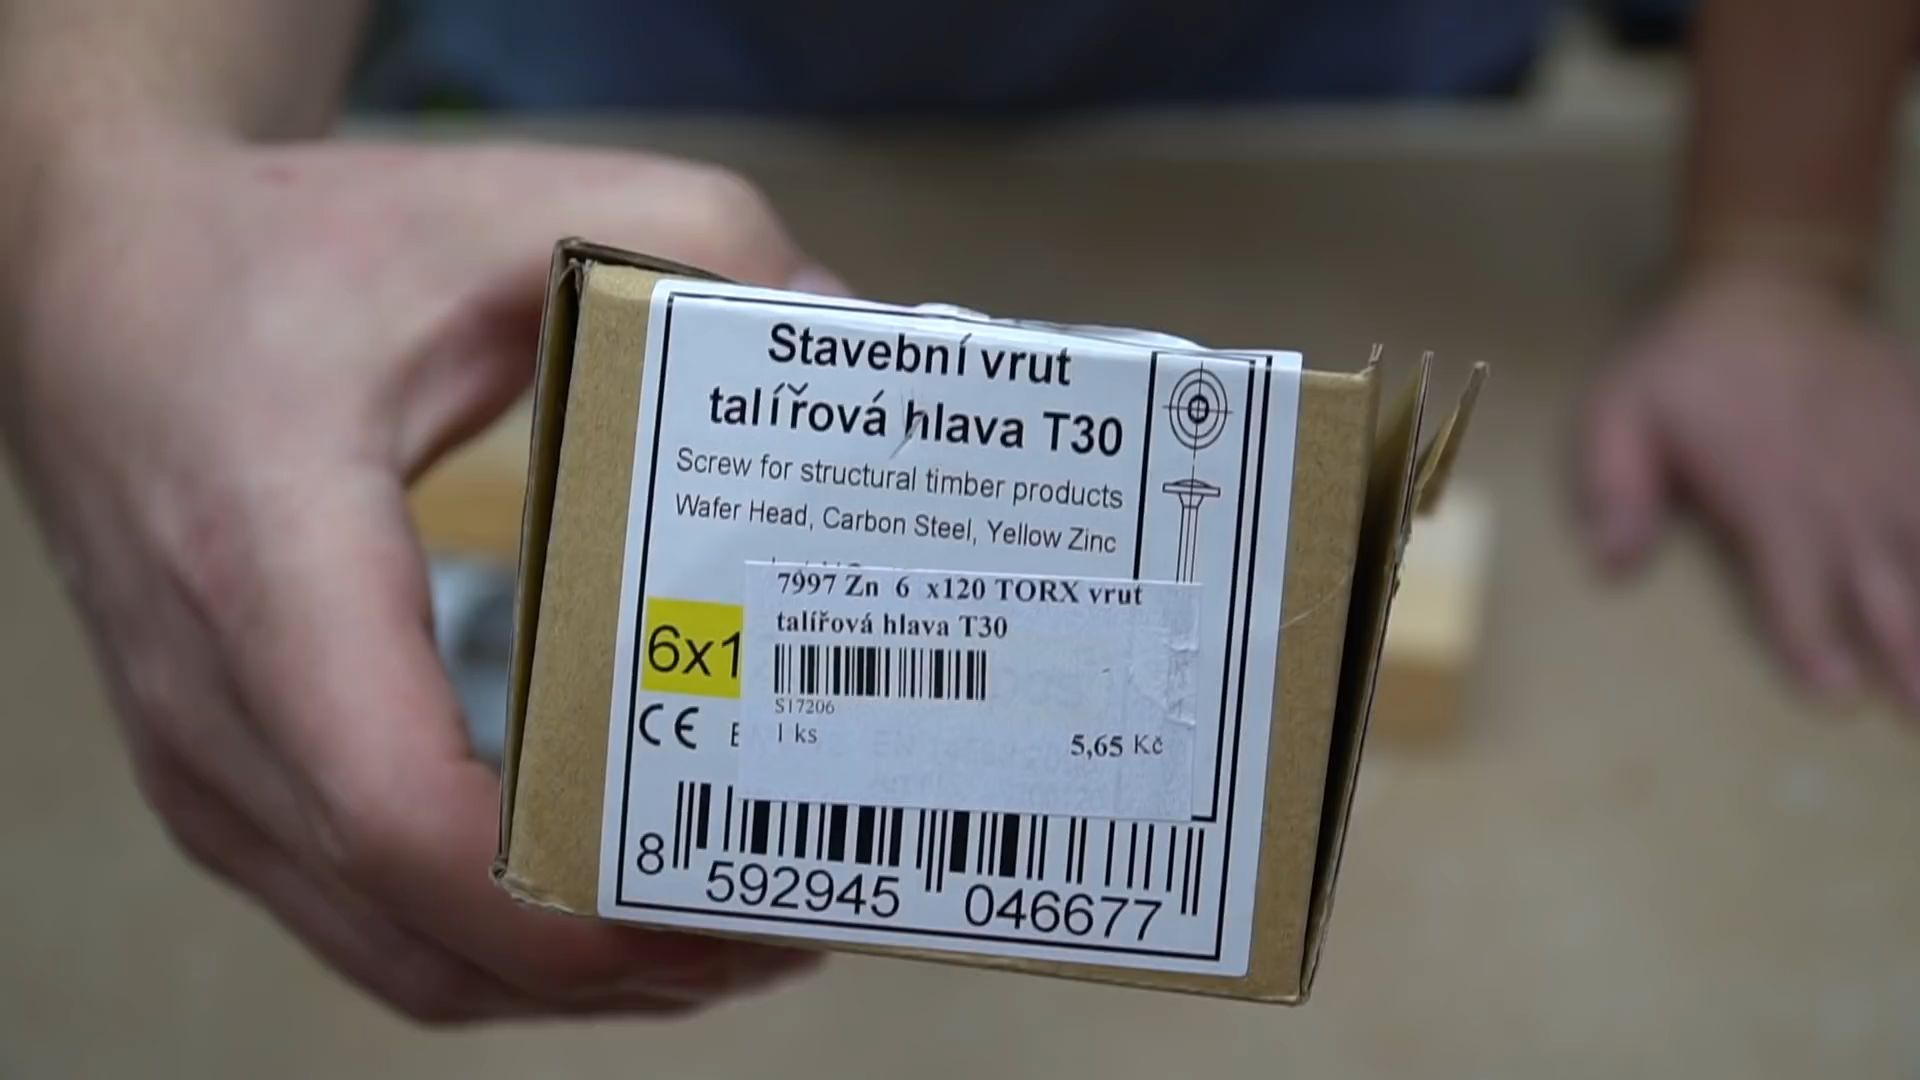 Stavební vrut
talířová hlava T30
Screw for structural timber products
Wafer Head, Carbon Steel, Yellow Zinc
7997 Zn 6 x120 TORX vrut
talířová hlava T30
6x1
S17206
CE
1 ks
5,65 Kč
8 592945 046677